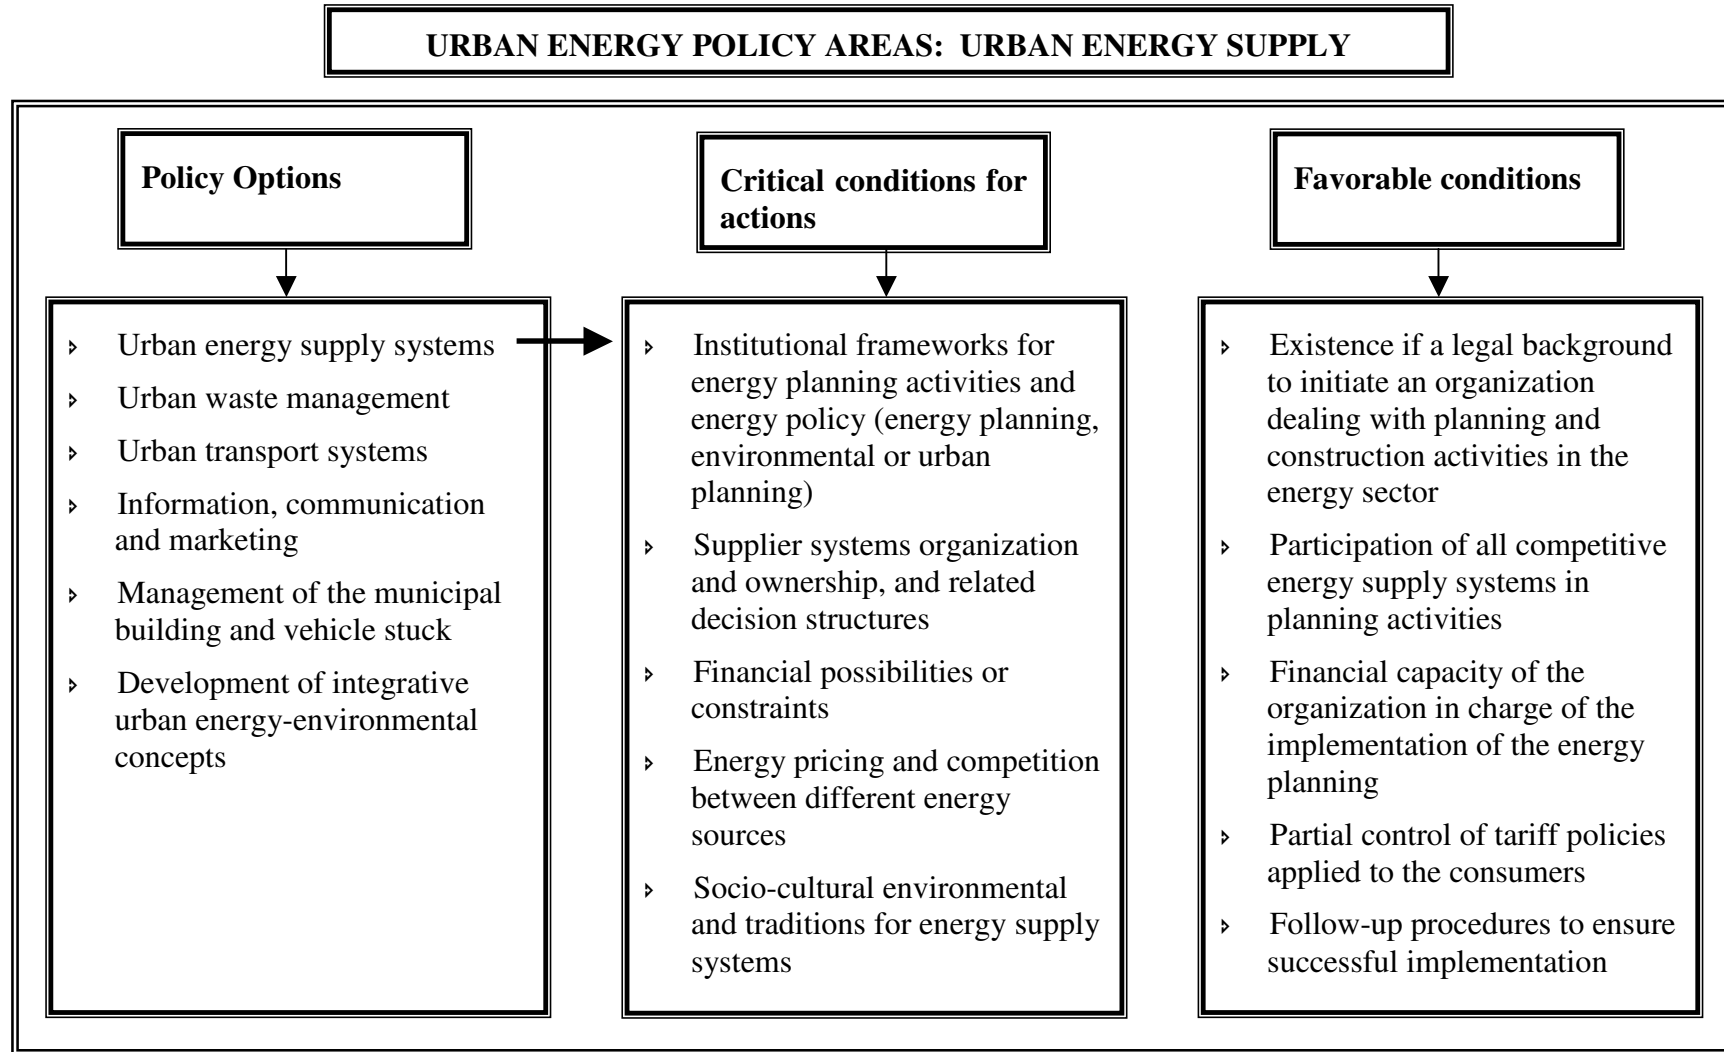 URBAN ENERGY POLICY AREAS: URBAN ENERGY SUPPLY
Policy Options
Urban energy supply systems
Urban waste management
Urban transport systems
Information, communication
and marketing
Management of the municipal
building and vehicle stuck
Development of integrative
urban energy-environmental
concepts
Critical conditions for
actions
Institutional frameworks for
energy planning activities and
energy policy (energy planning,
environmental or urban
planning)
Supplier systems organization
and ownership, and related
decision structures
Financial possibilities or
constraints
Energy pricing and competition
between different energy
sources
Socio-cultural environmental
and traditions for energy supply
systems
Favorable conditions
Existence if a legal background
to initiate an organization
dealing with planning and
construction activities in the
energy sector
Participation of all competitive
energy supply systems in
planning activities
Financial capacity of the
organization in charge of the
implementation of the energy
planning
Partial control of tariff policies
applied to the consumers
Follow-up procedures to ensure
successful implementation